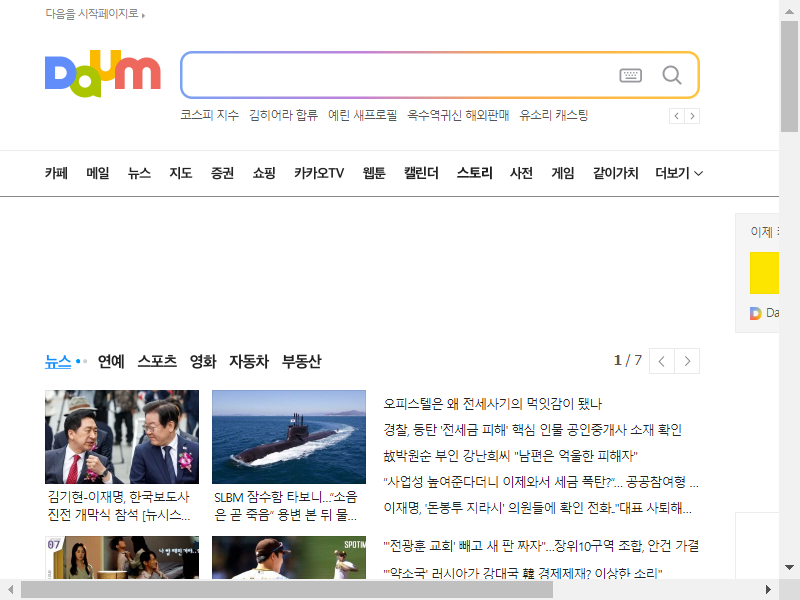 다음을 시작페이지로
Daum
코스피 지수 김히어라 합류 예린 새프로필 옥수역귀신 해외판매 유소리 캐스팅
카페 메일 뉴스 지도 증권 쇼핑 카카오TV 웹툰 캘린더 스토리 사전 게임 같이가치 더보기
이제
Da
뉴스 연예 스포츠 영화 자동차 부동산
1 / 7
김기현-이재명, 한국보도사
진전 개막식 참석 [뉴시스...
SLBM 잠수함 타보니…"소음
은 곧 죽음" 용변 본 뒤 물...
오피스텔은 왜 전세사기의 먹잇감이 됐나
경찰, 동탄 '전세금 피해' 핵심 인물 공인중개사 소재 확인
故박원순 부인 강난희씨 "남편은 억울한 피해자"
"사업성 높여준다더니 이제와서 세금 폭탄?"… 공공참여형 ...
이재명, '돈봉투 지라시' 의원들에 확인 전화.."대표 사퇴해...
"'전광훈 교회' 빼고 새 판 짜자"…장위10구역 조합, 안건 가결
"'약소국' 러시아가 강대국 韓 경제제재? 이상한 소리"
07
SPOTIM